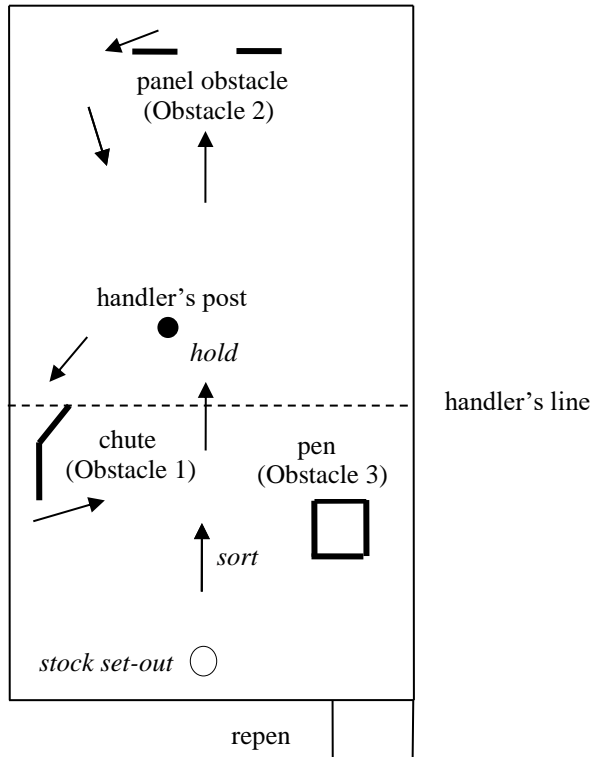 panel obstacle
(Obstacle 2)
handler’s post
hold
handler’s line
chute
(Obstacle 1)
pen
(Obstacle 3)
sort
stock set-out
repen